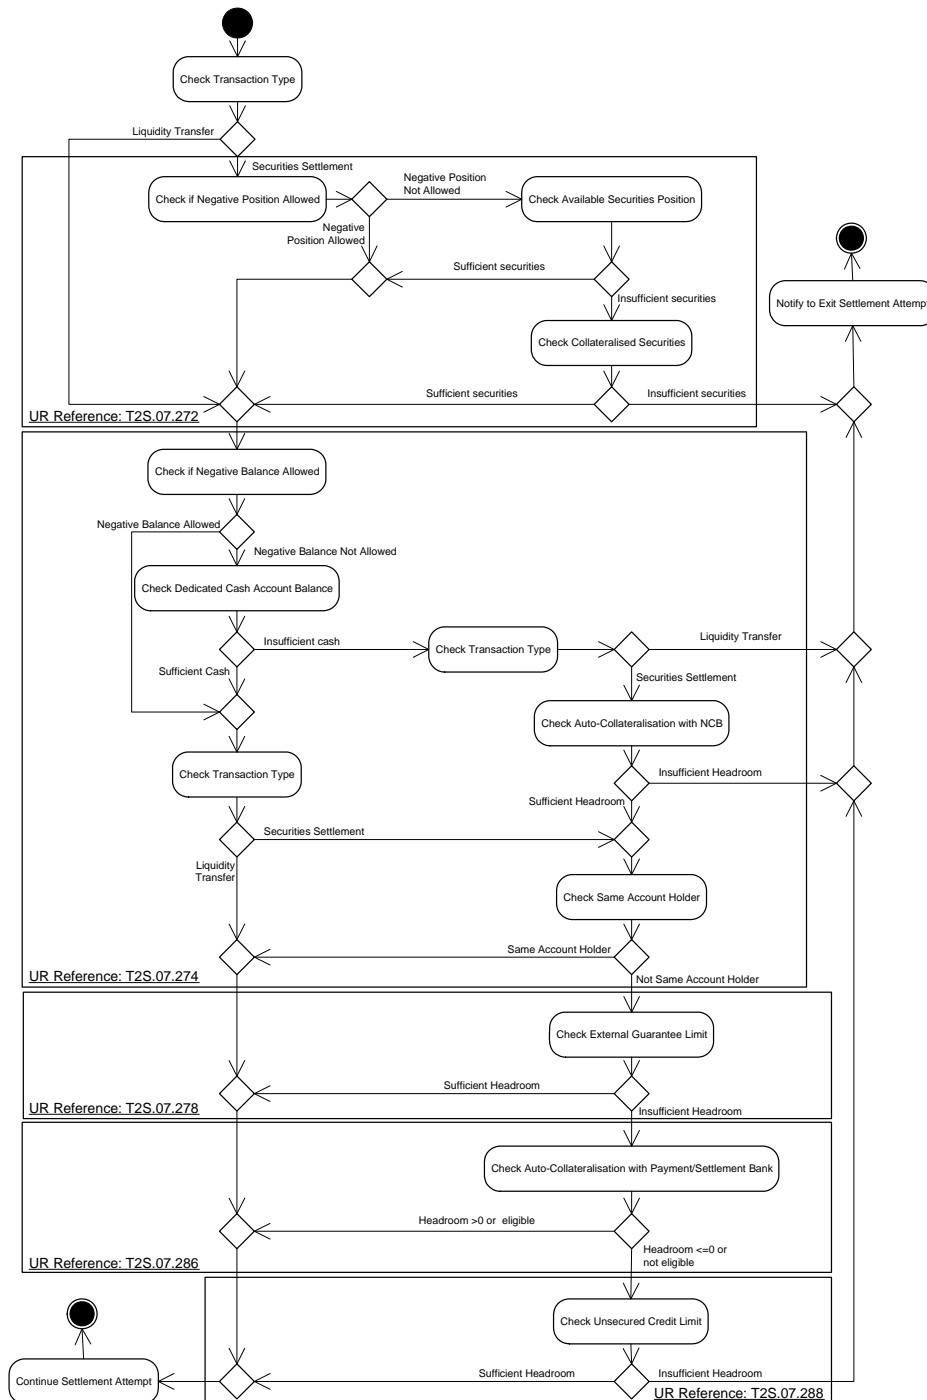 Check Transaction Type
Liquidity Transfer
Securities Settlement
Check if Negative Position Allowed
Negative Position
Not Allowed
Check Available Securities Position
Negative
Position Allowed
Sufficient securities
Insufficient securities
Notify to Exit Settlement Attempt
Check Collateralised Securities
Sufficient securities
Insufficient securities
UR Reference: T2S.07.272
Check if Negative Balance Allowed
Negative Balance Allowed
Negative Balance Not Allowed
Check Dedicated Cash Account Balance
Insufficient cash
Check Transaction Type
Liquidity Transfer
Sufficient Cash
Securities Settlement
Check Auto-Collateralisation with NCB
Check Transaction Type
Insufficient Headroom
Sufficient Headroom
Securities Settlement
Liquidity
Transfer
Check Same Account Holder
Same Account Holder
UR Reference: T2S.07.274
Not Same Account Holder
Check External Guarantee Limit
Sufficient Headroom
UR Reference: T2S.07.278
Insufficient Headroom
Check Auto-Collateralisation with Payment/Settlement Bank
Headroom >0 or eligible
Headroom <=0 or
not eligible
UR Reference: T2S.07.286
Check Unsecured Credit Limit
Continue Settlement Attempt
Sufficient Headroom
Insufficient Headroom
UR Reference: T2S.07.288